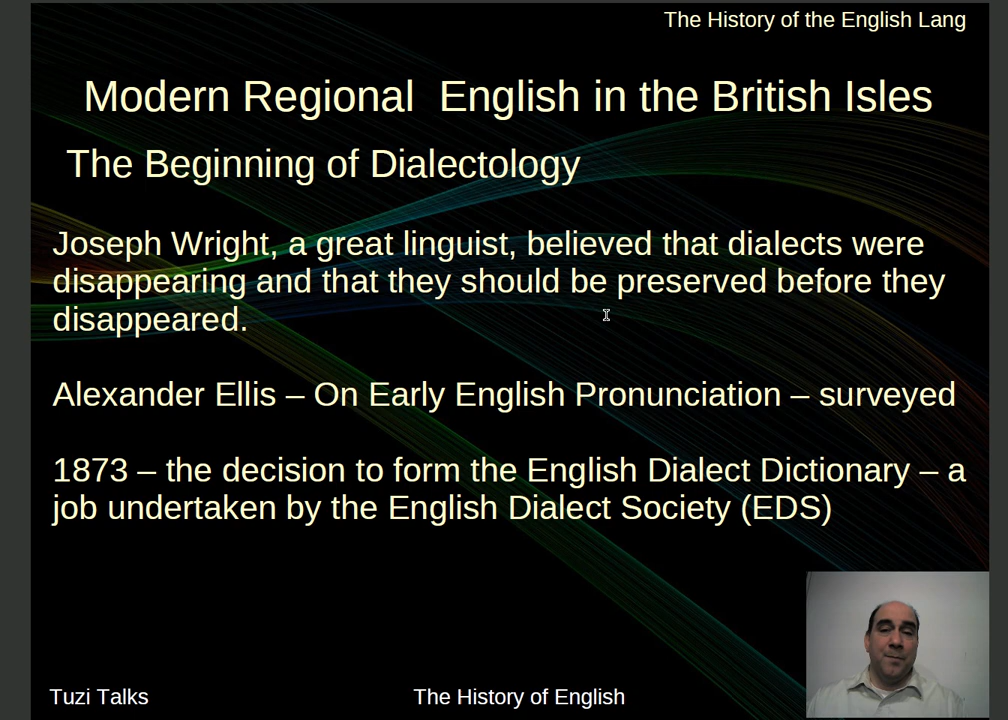 The History of the English Lang
Modern Regional  English in the British Isles
The Beginning of Dialectology
Joseph Wright, a great linguist, believed that dialects were
disappearing and that they should be preserved before they
disappeared.
Alexander Ellis – On Early English Pronunciation – surveyed
1873 – the decision to form the English Dialect Dictionary – a
job undertaken by the English Dialect Society (EDS)
Tuzi Talks
The History of English